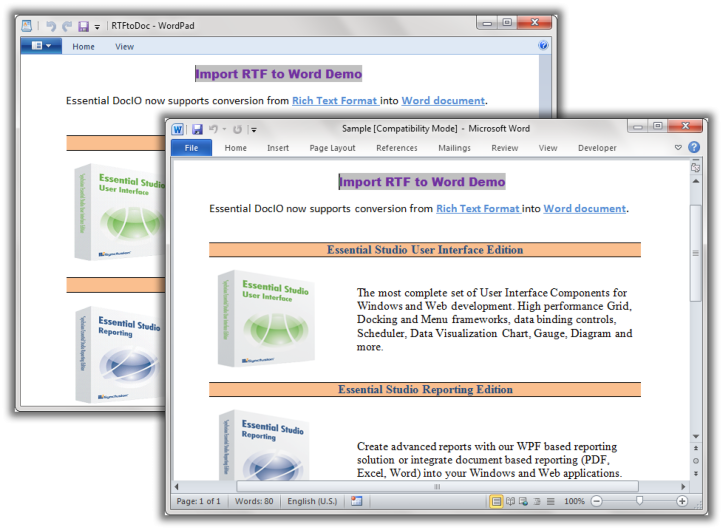 RTFtoDoc - WordPad
Home View
Import RTF to Word Demo
Essential DocIO now supports conversion from Rich Text Format into Word document.
Essential Studio
User Interface
Syncfusion
Essential Studio
Reporting
Syncfusion
Sample [Compatibility Mode] - Microsoft Word
File Home Insert Page Layout References Mailings Review View Developer
Import RTF to Word Demo
Essential DocIO now supports conversion from Rich Text Format into Word document.
Essential Studio User Interface Edition
Essential Studio
User Interface
Syncfusion
The most complete set of User Interface Components for
Windows and Web development. High performance Grid,
Docking and Menu frameworks, data binding controls,
Scheduler, Data Visualization Chart, Gauge, Diagram and
more.
Essential Studio Reporting Edition
Essential Studio
Reporting
Create advanced reports with our WPF based reporting
solution or integrate document based reporting (PDF,
Excel, Word) into your Windows and Web applications.
Page: 1 of 1 Words: 80 English (U.S.) 100%